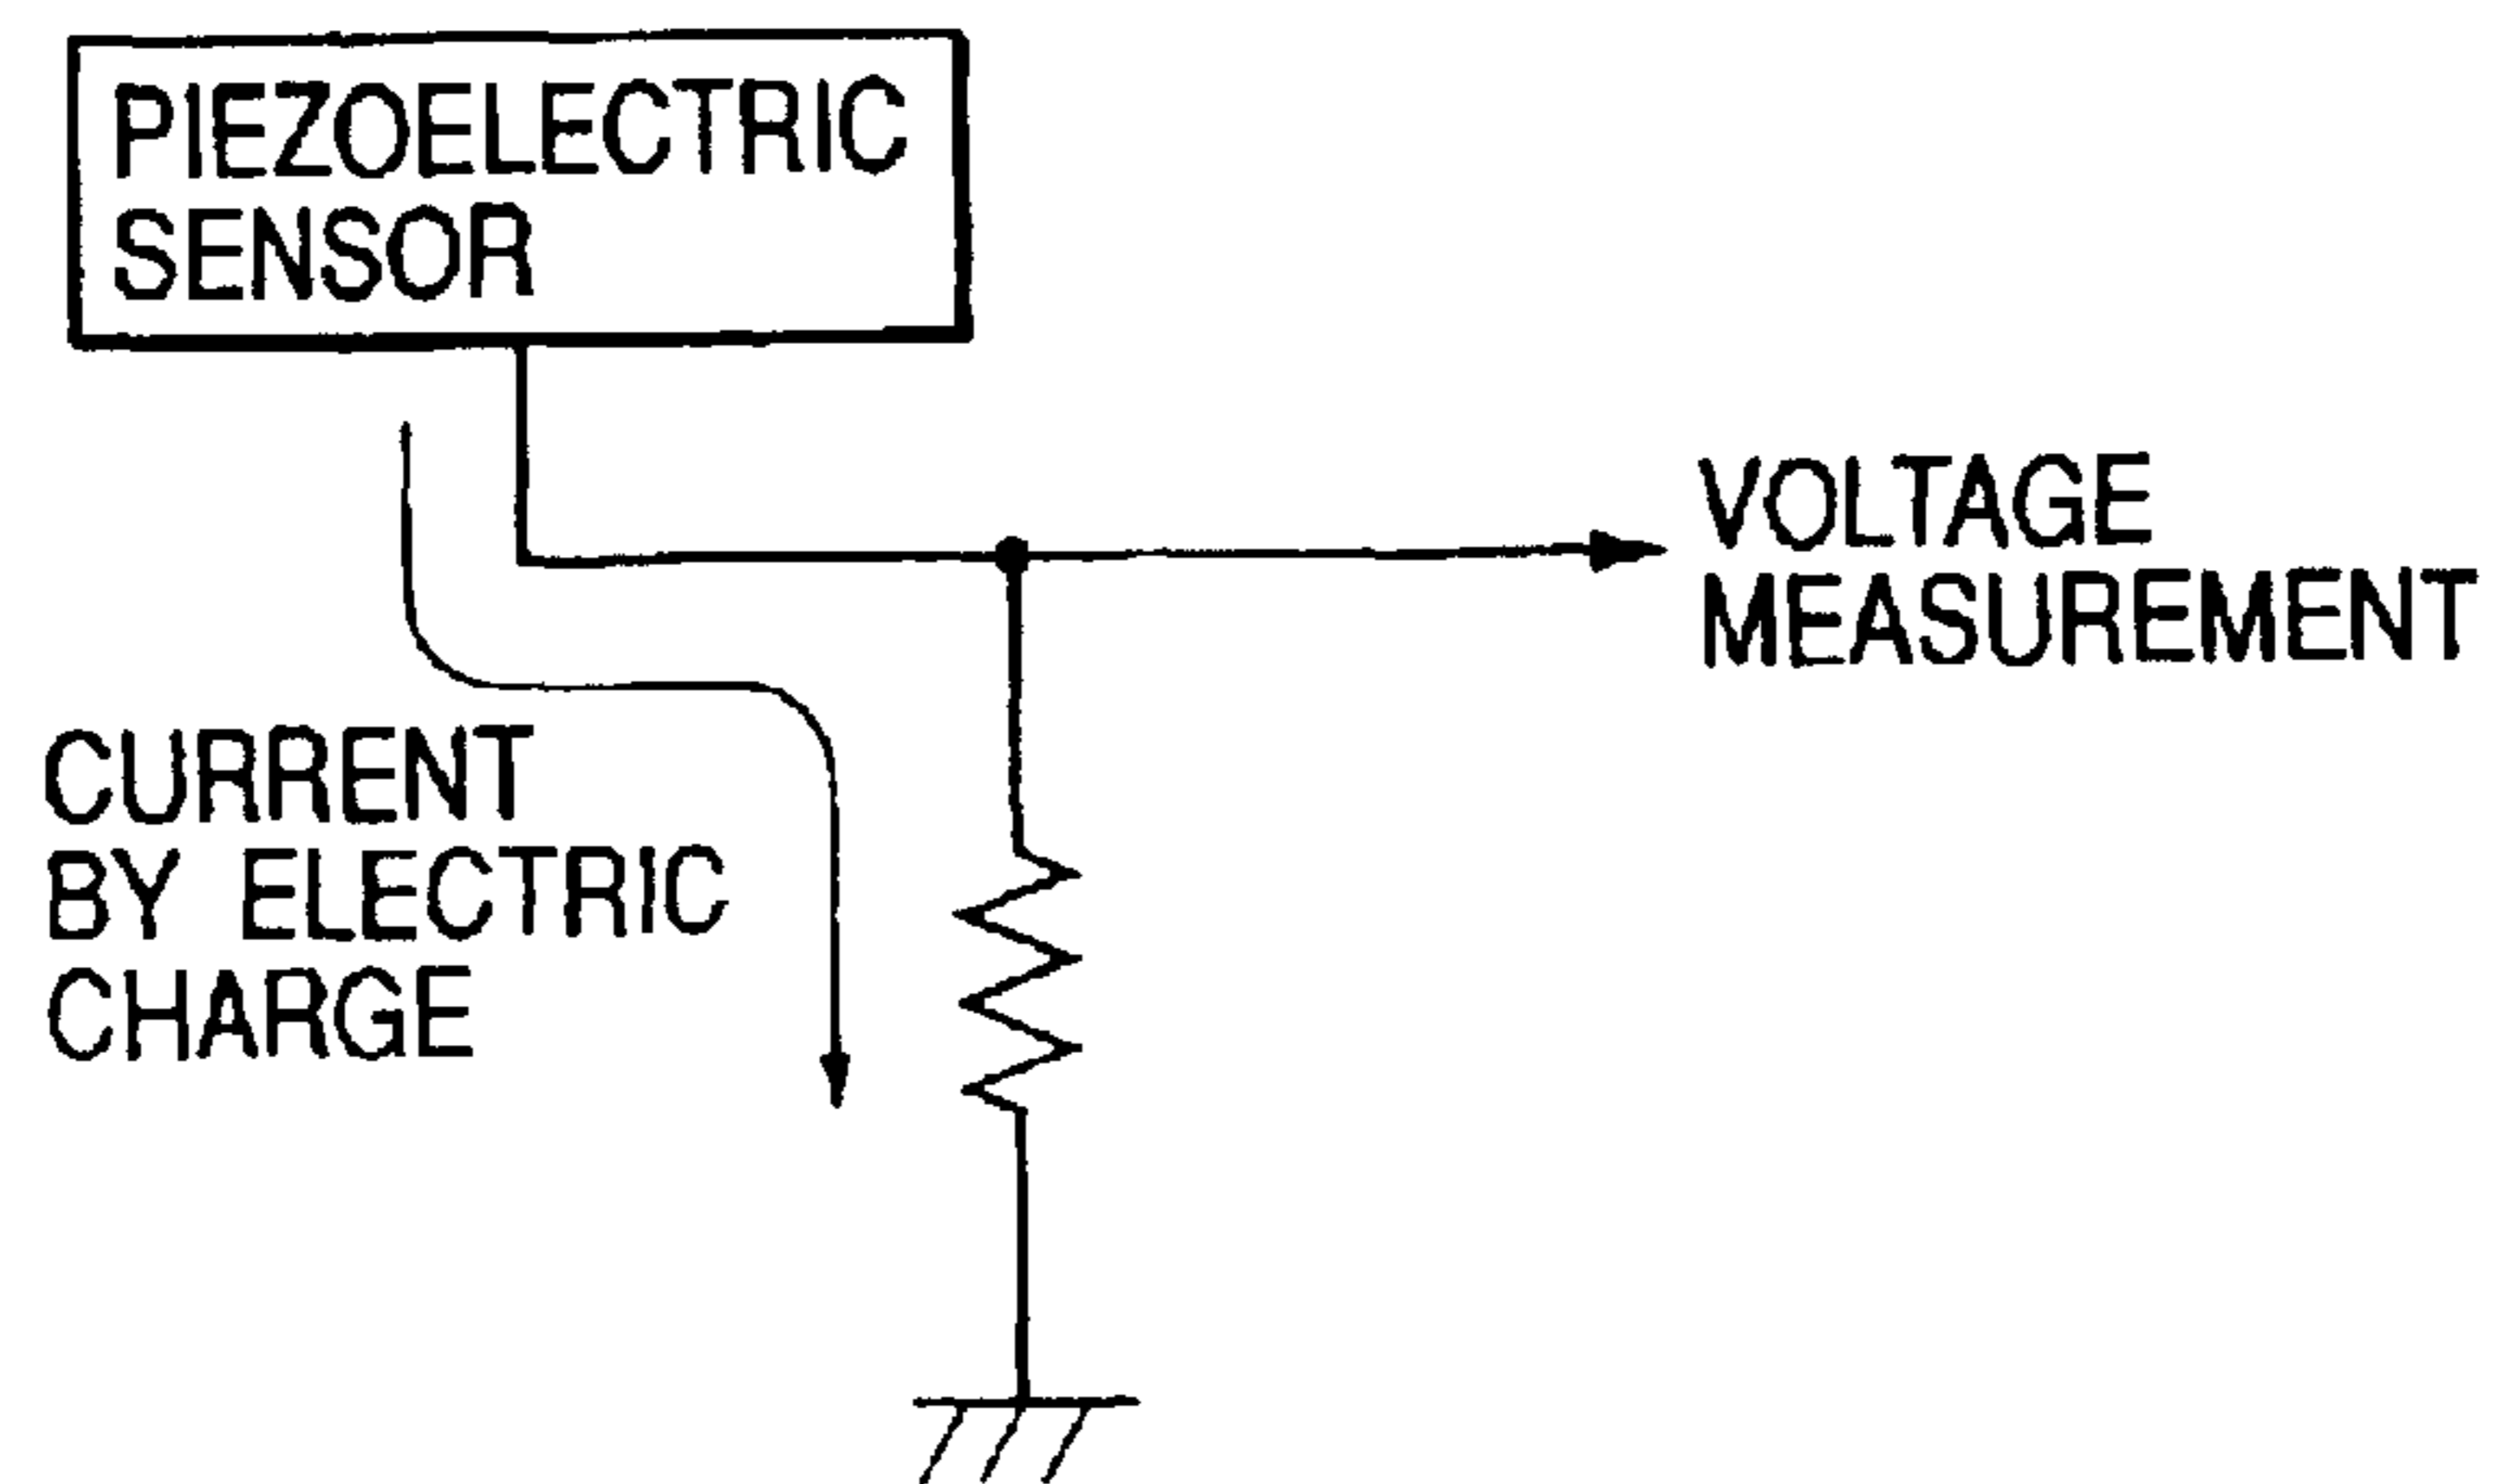 PIEZOELECTRIC
SENSOR
VOLTAGE
MEASUREMENT
CURRENT
BY ELECTRIC
CHARGE